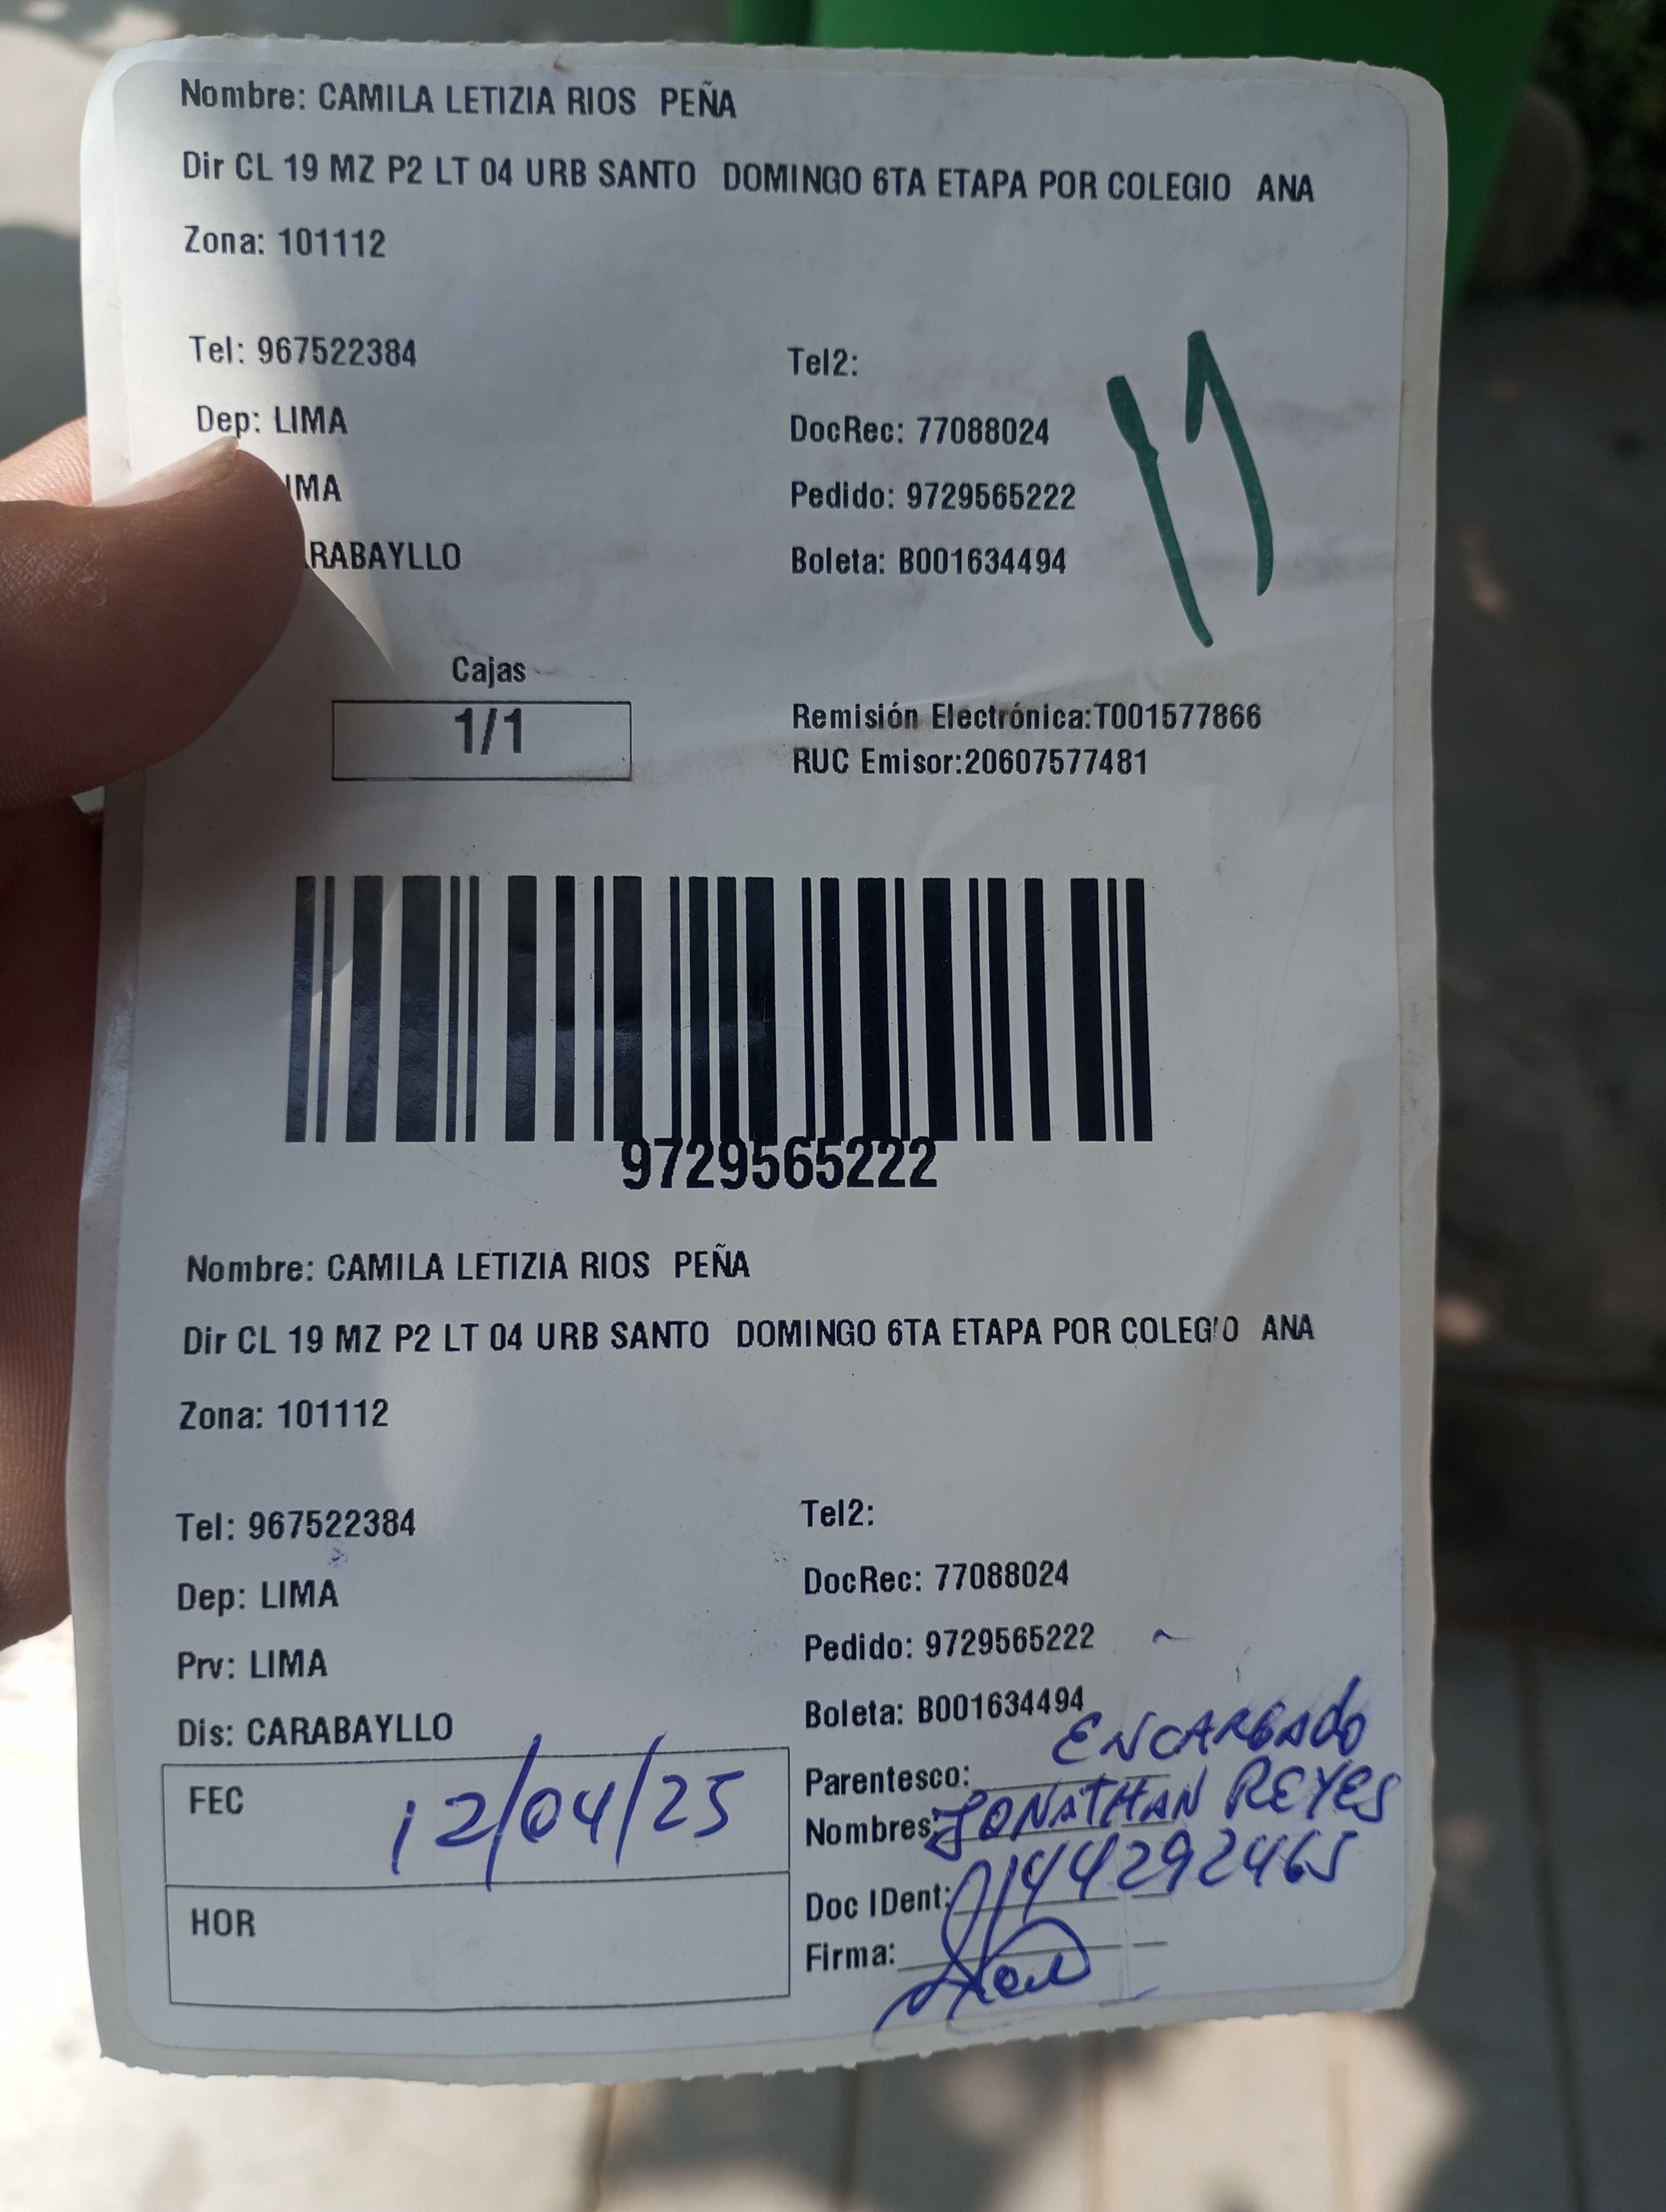 Nombre: CAMILA LETIZIA RIOS PEÑA
Dir CL 19 MZ P2 LT 04 URB SANTO DOMINGO 6TA ETAPA POR COLEGIO ANA
Zona: 101112
Tel: 967522384 Tel2:
Dep: LIMA DocRec: 77088024
IMA Pedido: 9729565222
RABAYLLO Boleta: B001634494
17
Cajas
1/1
Remisión Electrónica:T001577866
RUC Emisor:20607577481
9729565222
Nombre: CAMILA LETIZIA RIOS PEÑA
Dir CL 19 MZ P2 LT 04 URB SANTO DOMINGO 6TA ETAPA POR COLEGIO ANA
Zona: 101112
Tel: 967522384 Tel2:
Dep: LIMA DocRec: 77088024
Prv: LIMA Pedido: 9729565222
Dis: CARABAYLLO Boleta: B001634494
FEC 12/04/25
HOR
Parentesco: ENCARGADO
Nombres: JONATHAN REYES
Doc IDent:
Firma: